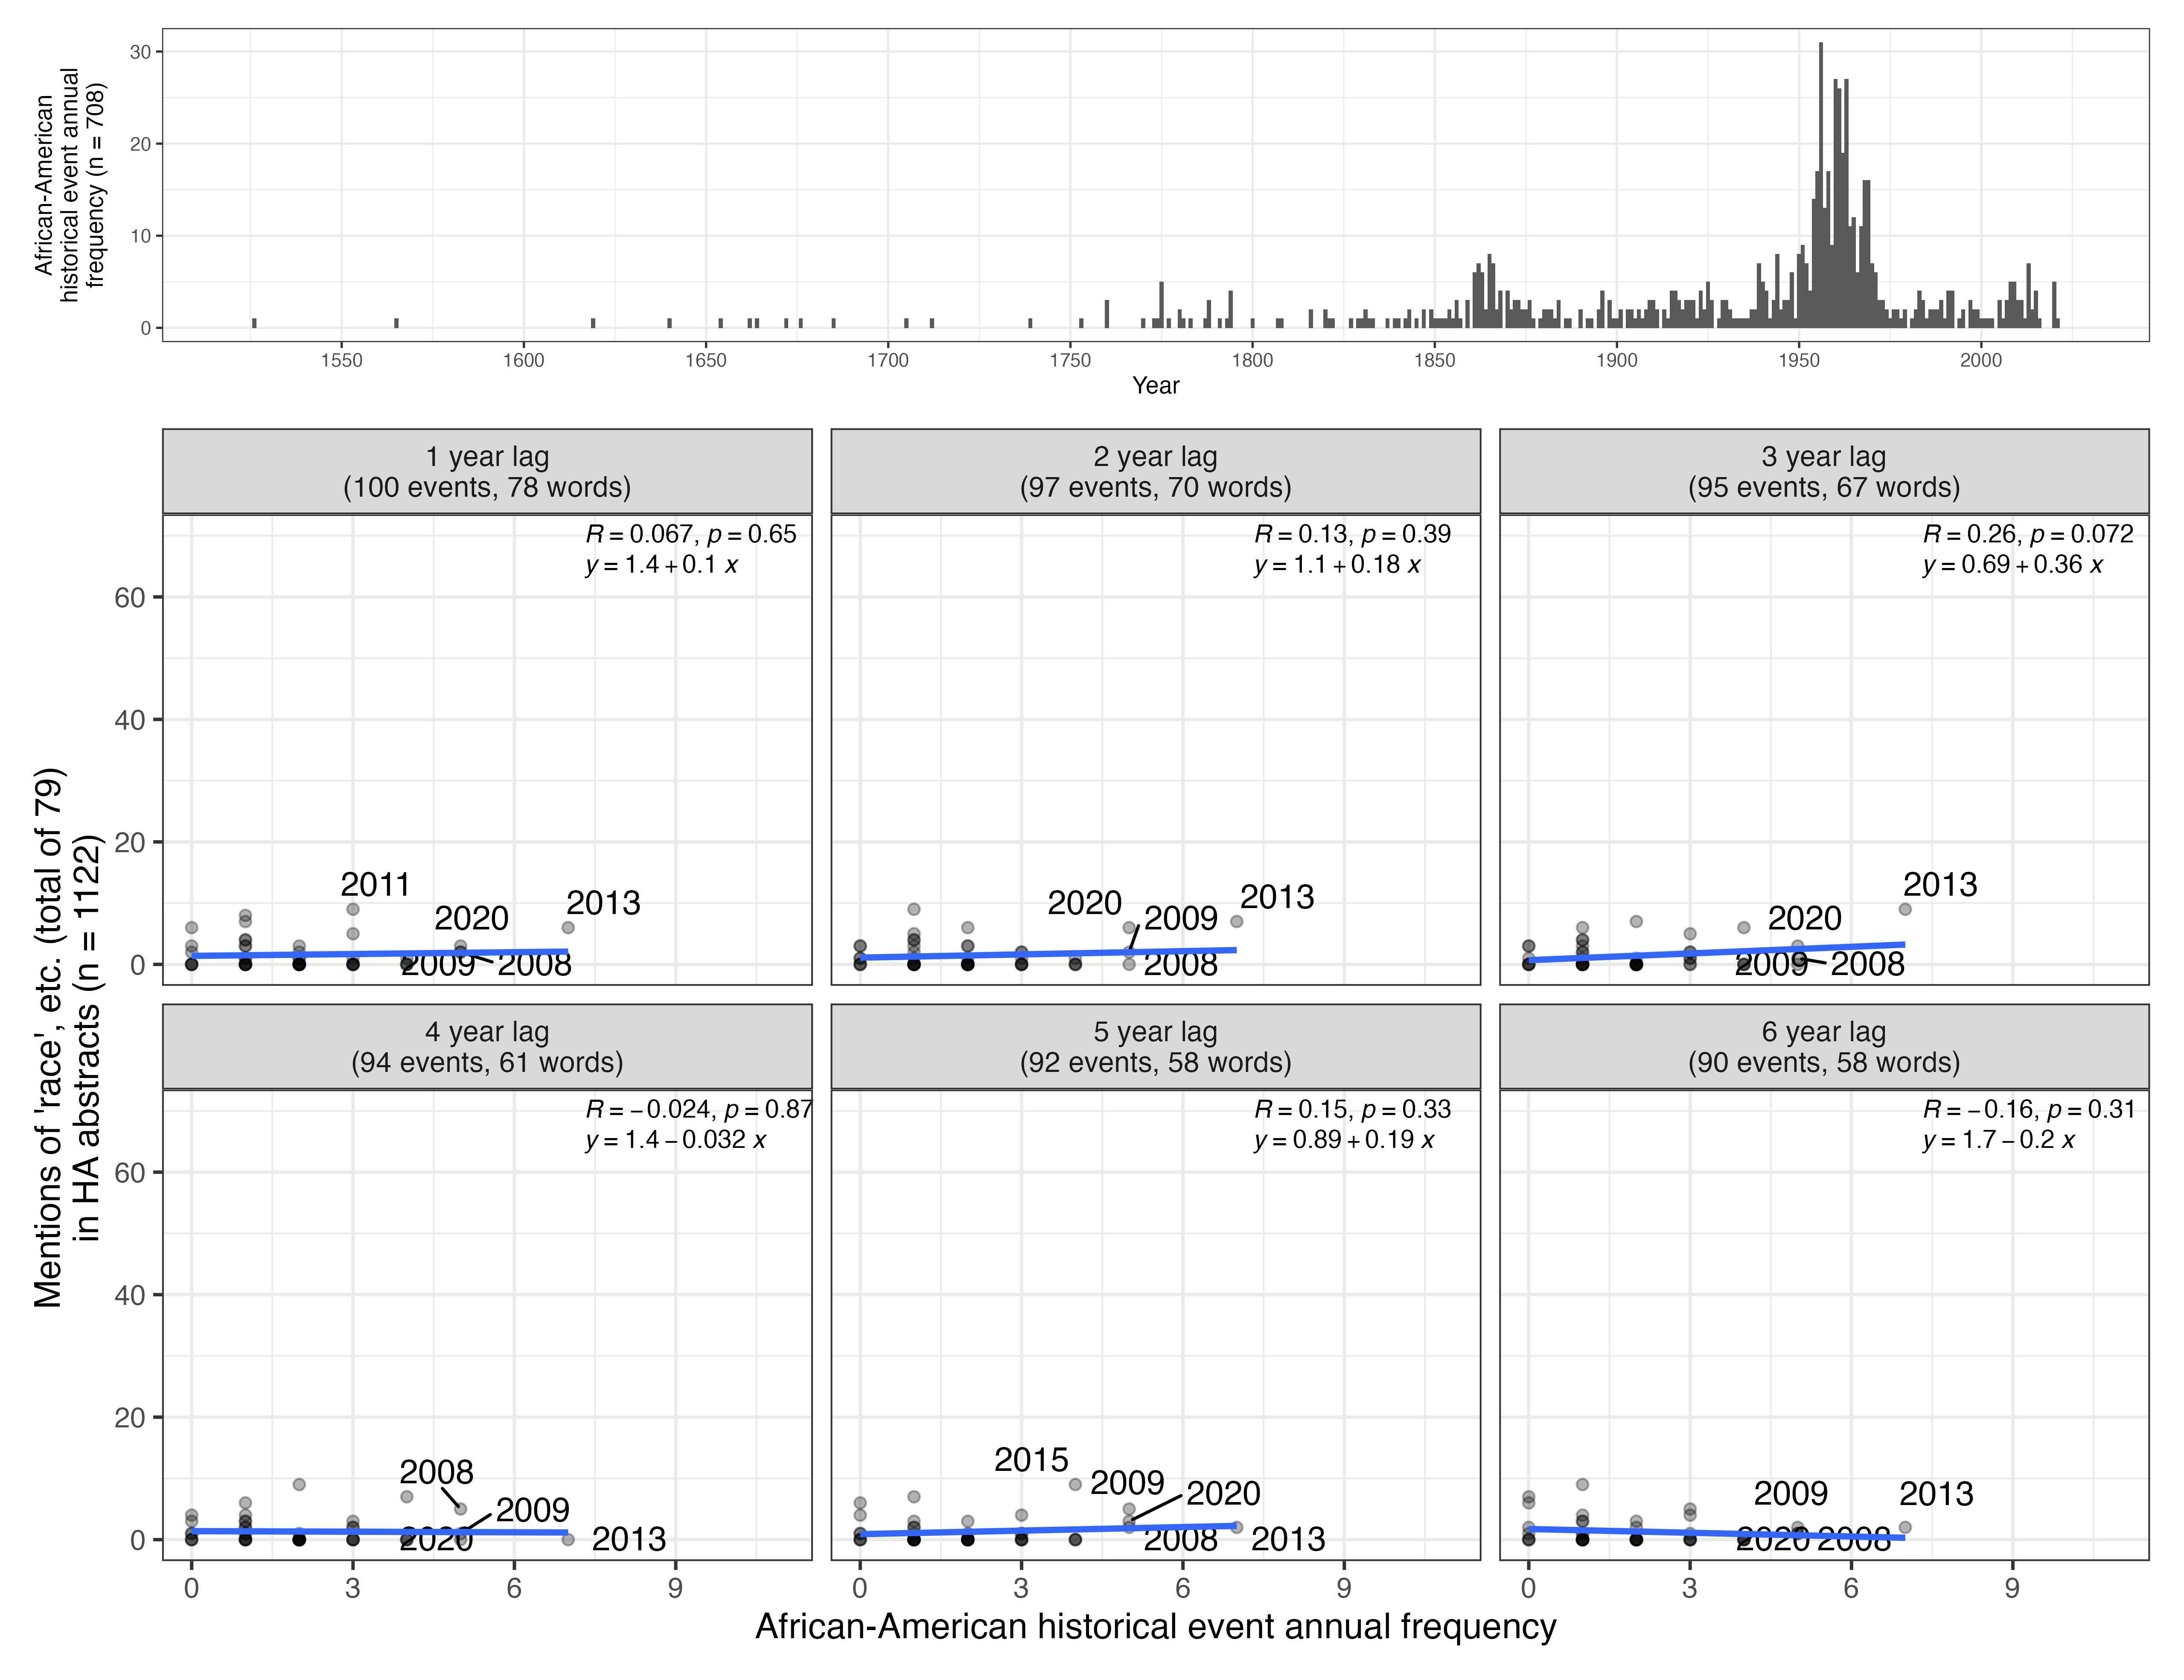 African-American
historical event annual
frequency (n = 708)
30
20
10
0
1550 1600 1650 1700 1750 1800 1850 1900 1950 2000
Year
Mentions of 'race', etc. (total of 79)
in HA abstracts (n = 1122)
1 year lag
(100 events, 78 words)
R = 0.067, p = 0.65
y = 1.4 + 0.1 x
60
40
20
0
2011
2020
2013
2009
2008
2 year lag
(97 events, 70 words)
R = 0.13, p = 0.39
y = 1.1 + 0.18 x
2020
2009
2013
2008
3 year lag
(95 events, 67 words)
R = 0.26, p = 0.072
y = 0.69 + 0.36 x
2013
2020
2009
2008
4 year lag
(94 events, 61 words)
R = −0.024, p = 0.87
y = 1.4 − 0.032 x
60
40
20
0
2008
2009
2020
2013
0 3 6 9
5 year lag
(92 events, 58 words)
R = 0.15, p = 0.33
y = 0.89 + 0.19 x
2015
2009
2020
2008
2013
0 3 6 9
6 year lag
(90 events, 58 words)
R = −0.16, p = 0.31
y = 1.7 − 0.2 x
2009
2013
2020
2008
0 3 6 9
African-American historical event annual frequency